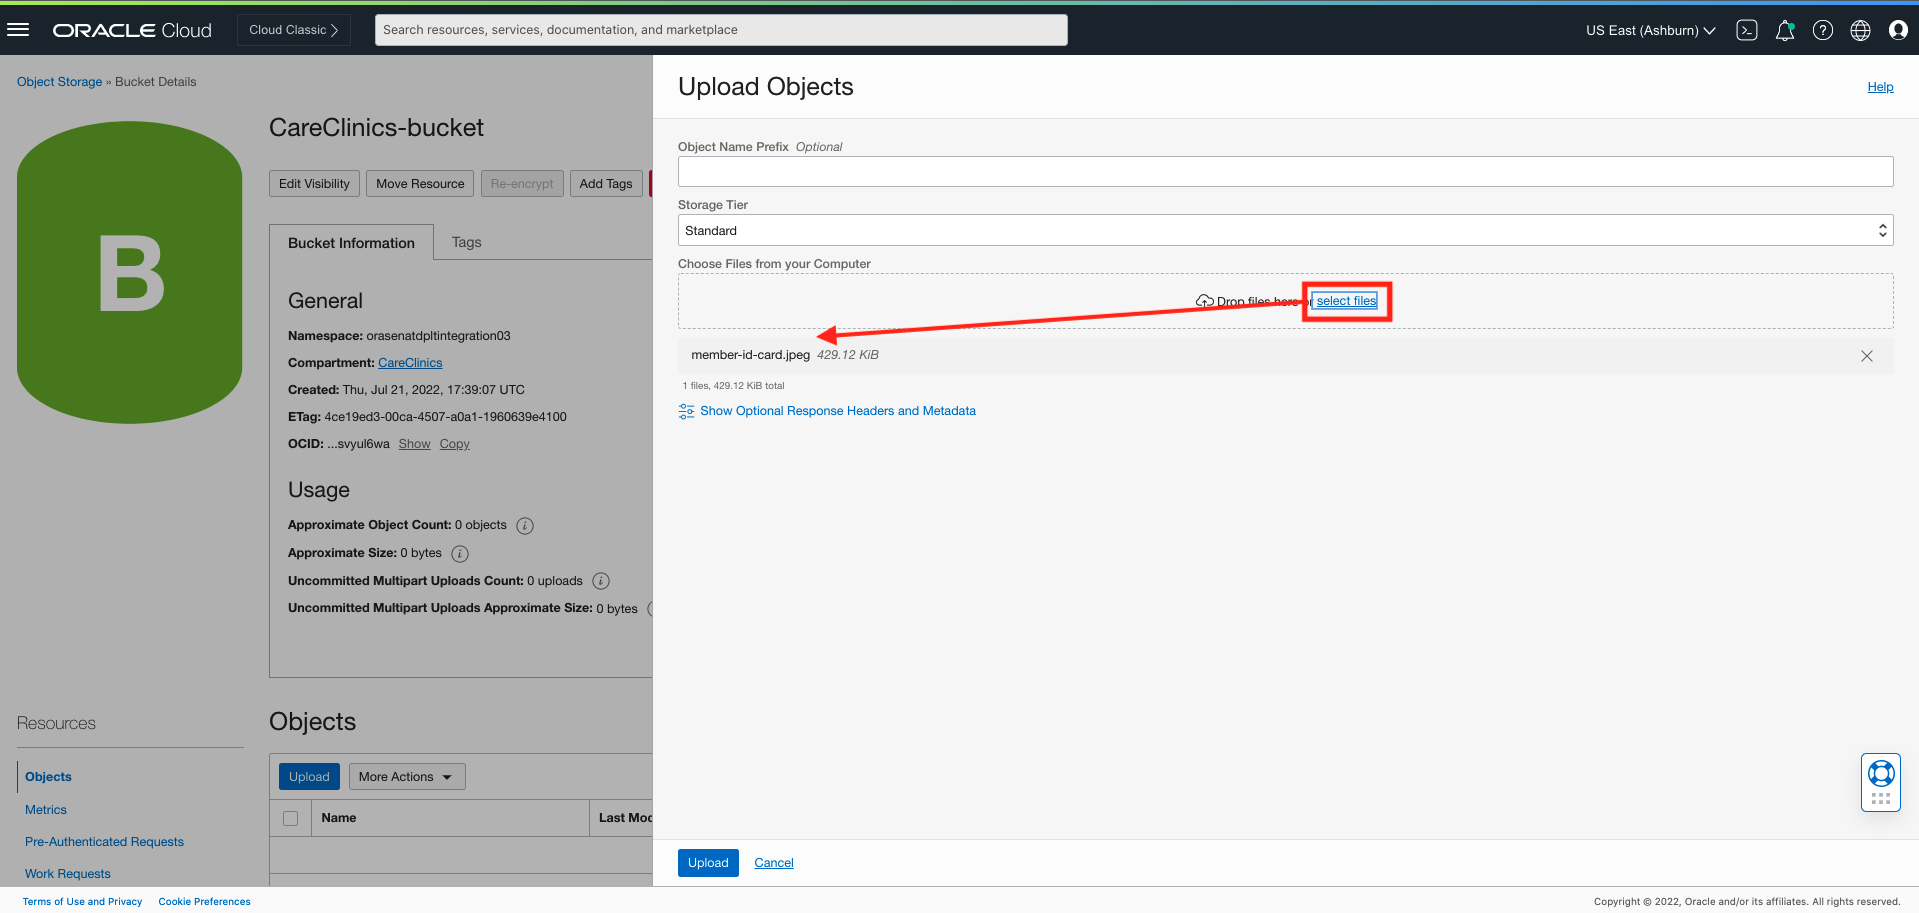 ORACLE Cloud
Cloud Classic
Search resources, services, documentation, and marketplace
US East (Ashburn)
Object Storage » Bucket Details
B
CareClinics-bucket
Edit Visibility
Move Resource
Re-encrypt
Add Tags
Bucket Information
Tags
General
Namespace: orasenatdpltintegration03
Compartment: CareClinics
Created: Thu, Jul 21, 2022, 17:39:07 UTC
ETag: 4ce19ed3-00ca-4507-a0a1-1960639e4100
OCID: ...svyul6wa Show Copy
Usage
Approximate Object Count: 0 objects
Approximate Size: 0 bytes
Uncommitted Multipart Uploads Count: 0 uploads
Uncommitted Multipart Uploads Approximate Size: 0 bytes
Resources
Objects
Metrics
Pre-Authenticated Requests
Work Requests
Objects
Upload
More Actions
Name
Last Mod
Upload Objects
Help
Object Name Prefix Optional
Storage Tier
Standard
Choose Files from your Computer
Drop files here or select files
member-id-card.jpeg 429.12 KiB
1 files, 429.12 KiB total
Show Optional Response Headers and Metadata
Upload
Cancel
Terms of Use and Privacy
Cookie Preferences
Copyright © 2022, Oracle and/or its affiliates. All rights reserved.